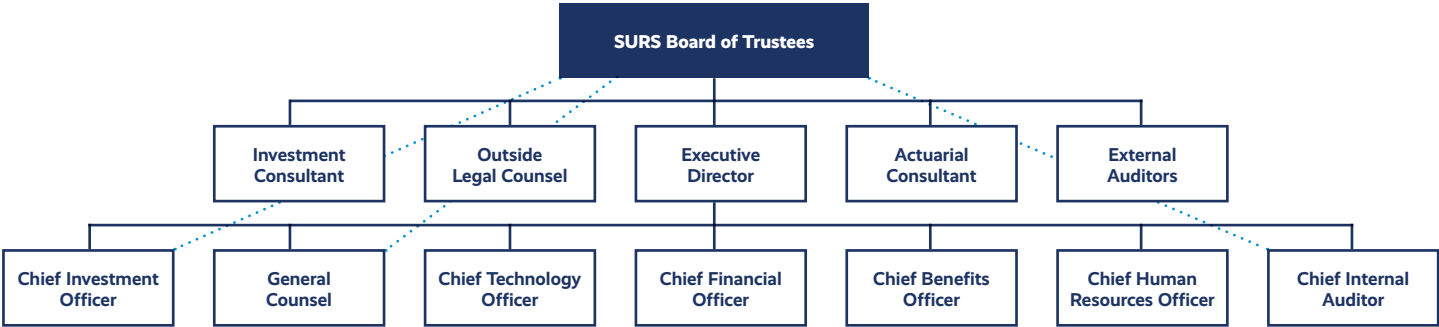 SURS Board of Trustees
Investment
Consultant
Outside
Legal Counsel
Executive
Director
Actuarial
Consultant
External
Auditors
Chief Investment
Officer
General
Counsel
Chief Technology
Officer
Chief Financial
Officer
Chief Benefits
Officer
Chief Human
Resources Officer
Chief Internal
Auditor